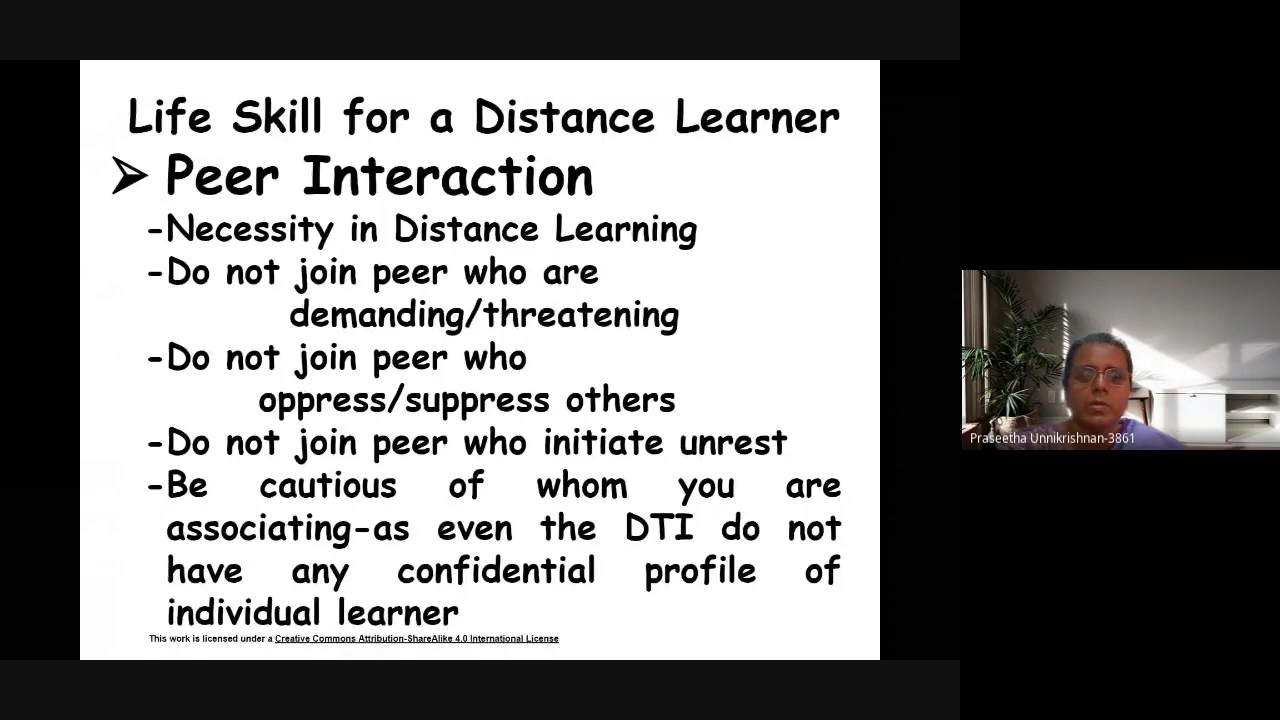 Life Skill for a Distance Learner
➢ Peer Interaction
-Necessity in Distance Learning
-Do not join peer who are
demanding/threatening
-Do not join peer who
oppress/suppress others
-Do not join peer who initiate unrest
-Be cautious of whom you are
associating-as even the DTI do not
have any confidential profile of
individual learner
This work is licensed under a Creative Commons Attribution-ShareAlike 4.0 International License
Praseetha Unnikrishnan-3861